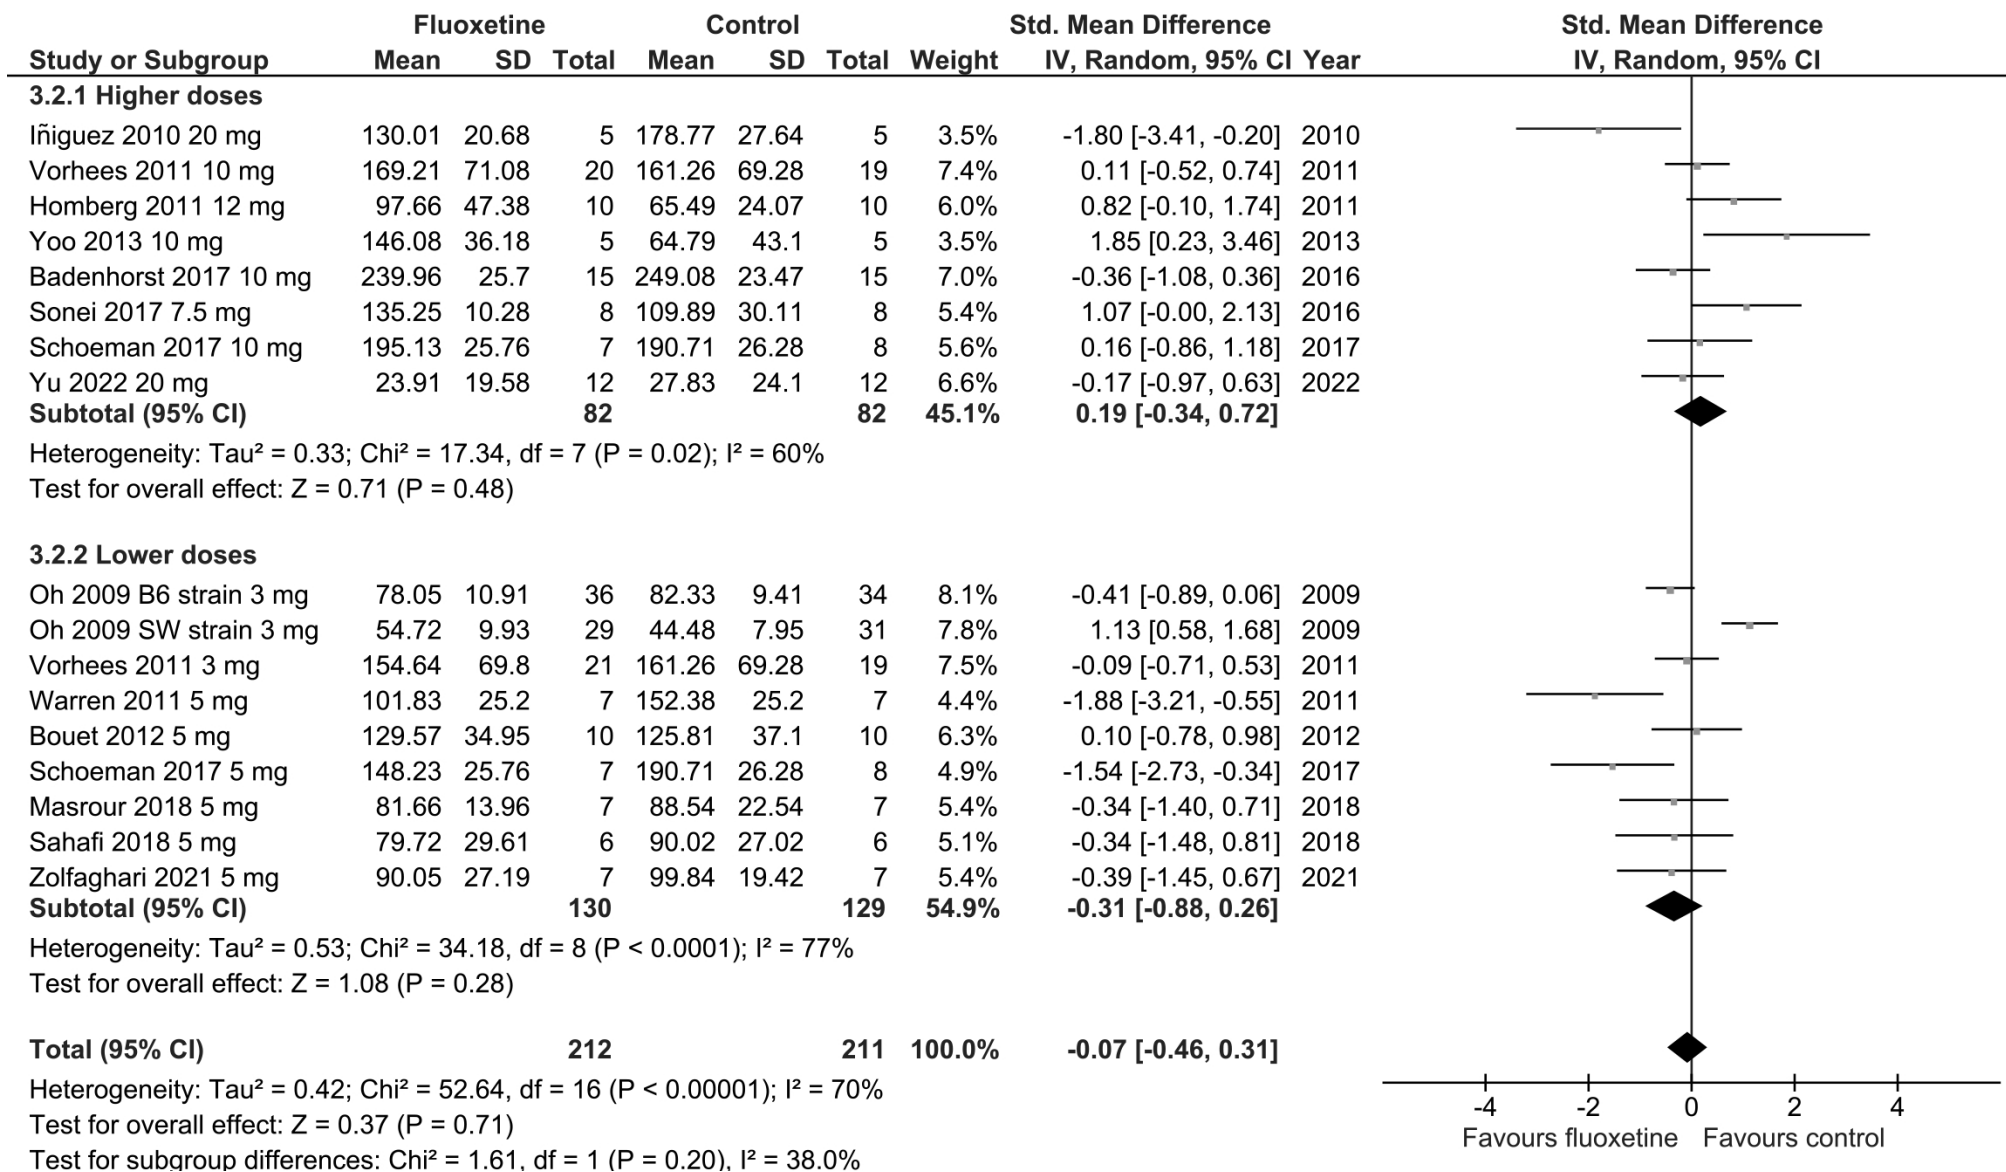 Fluoxetine Control Std. Mean Difference Std. Mean Difference
Study or Subgroup Mean SD Total Mean SD Total Weight IV, Random, 95% CI Year IV, Random, 95% CI
3.2.1 Higher doses
Iñiguez 2010 20 mg 130.01 20.68 5 178.77 27.64 5 3.5% -1.80 [-3.41, -0.20] 2010
Vorhees 2011 10 mg 169.21 71.08 20 161.26 69.28 19 7.4% 0.11 [-0.52, 0.74] 2011
Homberg 2011 12 mg 97.66 47.38 10 65.49 24.07 10 6.0% 0.82 [-0.10, 1.74] 2011
Yoo 2013 10 mg 146.08 36.18 5 64.79 43.1 5 3.5% 1.85 [0.23, 3.46] 2013
Badenhorst 2017 10 mg 239.96 25.7 15 249.08 23.47 15 7.0% -0.36 [-1.08, 0.36] 2016
Sonei 2017 7.5 mg 135.25 10.28 8 109.89 30.11 8 5.4% 1.07 [-0.00, 2.13] 2016
Schoeman 2017 10 mg 195.13 25.76 7 190.71 26.28 8 5.6% 0.16 [-0.86, 1.18] 2017
Yu 2022 20 mg 23.91 19.58 12 27.83 24.1 12 6.6% -0.17 [-0.97, 0.63] 2022
Subtotal (95% CI) 82 82 45.1% 0.19 [-0.34, 0.72]
Heterogeneity: Tau² = 0.33; Chi² = 17.34, df = 7 (P = 0.02); I² = 60%
Test for overall effect: Z = 0.71 (P = 0.48)
3.2.2 Lower doses
Oh 2009 B6 strain 3 mg 78.05 10.91 36 82.33 9.41 34 8.1% -0.41 [-0.89, 0.06] 2009
Oh 2009 SW strain 3 mg 54.72 9.93 29 44.48 7.95 31 7.8% 1.13 [0.58, 1.68] 2009
Vorhees 2011 3 mg 154.64 69.8 21 161.26 69.28 19 7.5% -0.09 [-0.71, 0.53] 2011
Warren 2011 5 mg 101.83 25.2 7 152.38 25.2 7 4.4% -1.88 [-3.21, -0.55] 2011
Bouet 2012 5 mg 129.57 34.95 10 125.81 37.1 10 6.3% 0.10 [-0.78, 0.98] 2012
Schoeman 2017 5 mg 148.23 25.76 7 190.71 26.28 8 4.9% -1.54 [-2.73, -0.34] 2017
Masrour 2018 5 mg 81.66 13.96 7 88.54 22.54 7 5.4% -0.34 [-1.40, 0.71] 2018
Sahafi 2018 5 mg 79.72 29.61 6 90.02 27.02 6 5.1% -0.34 [-1.48, 0.81] 2018
Zolfaghari 2021 5 mg 90.05 27.19 7 99.84 19.42 7 5.4% -0.39 [-1.45, 0.67] 2021
Subtotal (95% CI) 130 129 54.9% -0.31 [-0.88, 0.26]
Heterogeneity: Tau² = 0.53; Chi² = 34.18, df = 8 (P < 0.0001); I² = 77%
Test for overall effect: Z = 1.08 (P = 0.28)
Total (95% CI) 212 211 100.0% -0.07 [-0.46, 0.31]
Heterogeneity: Tau² = 0.42; Chi² = 52.64, df = 16 (P < 0.00001); I² = 70%
Test for overall effect: Z = 0.37 (P = 0.71)
Test for subgroup differences: Chi² = 1.61, df = 1 (P = 0.20), I² = 38.0%
-4 -2 0 2 4
Favours fluoxetine Favours control